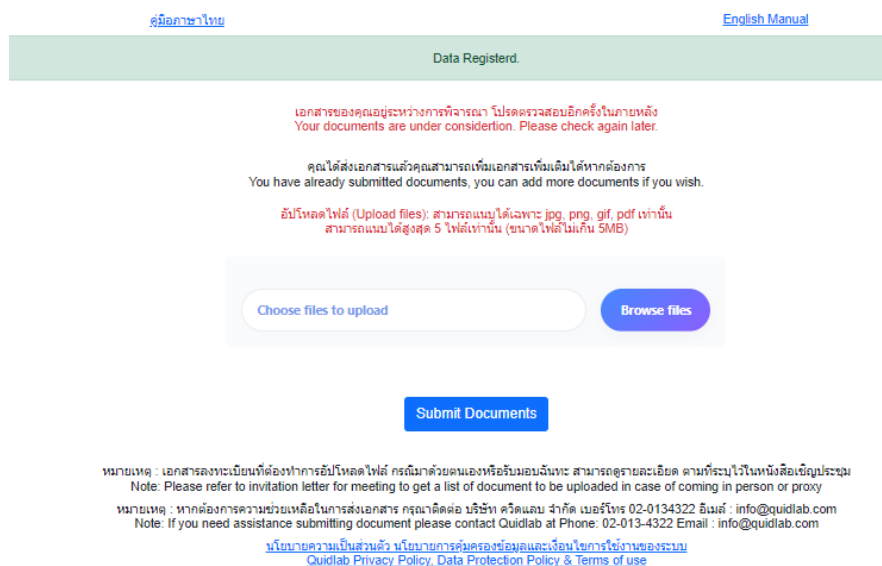 คู่มือภาษาไทย
English Manual
Data Registerd.
เอกสารของคุณอยู่ระหว่างการพิจารณา โปรดตรวจสอบอีกครั้งในภายหลัง
Your documents are under considertion. Please check again later.
คุณได้ส่งเอกสารแล้วคุณสามารถเพิ่มเอกสารเพิ่มเติมได้หากต้องการ
You have already submitted documents, you can add more documents if you wish.
อัปโหลดไฟล์ (Upload files): สามารถแนบได้เฉพาะ jpg, png, gif, pdf เท่านั้น
สามารถแนบได้สูงสุด 5 ไฟล์เท่านั้น (ขนาดไฟล์ไม่เกิน 5MB)
Choose files to upload
Browse files
Submit Documents
หมายเหตุ : เอกสารลงทะเบียนที่ต้องทำการอัปโหลดไฟล์ กรณีมาด้วยตนเองหรือรับมอบฉันทะ สามารถดูรายละเอียด ตามที่ระบุไว้ในหนังสือเชิญประชุม
Note: Please refer to invitation letter for meeting to get a list of document to be uploaded in case of coming in person or proxy
หมายเหตุ : หากต้องการความช่วยเหลือในการส่งเอกสาร กรุณาติดต่อ บริษัท ควิดแลบ จำกัด เบอร์โทร 02-0134322 อีเมล์ : info@quidlab.com
Note: If you need assistance submitting document please contact Quidlab at Phone: 02-013-4322 Email : info@quidlab.com
นโยบายความเป็นส่วนตัว นโยบายการคุ้มครองข้อมูลและเงื่อนไขการใช้งานของระบบ
Quidlab Privacy Policy, Data Protection Policy & Terms of use